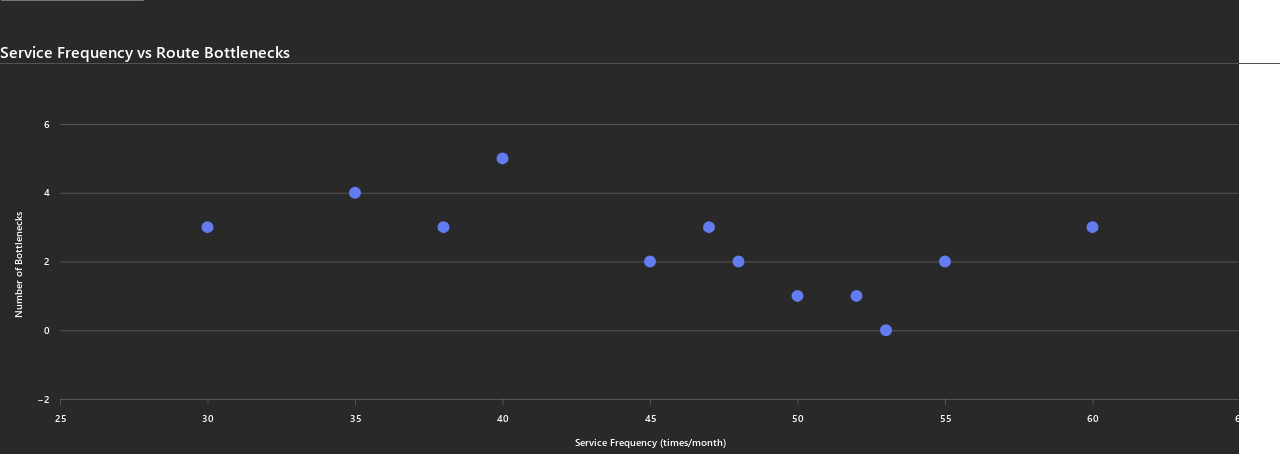 Service Frequency vs Route Bottlenecks
6
4
2
0
−2
Number of Bottlenecks
25 30 35 40 45 50 55 60
Service Frequency (times/month)